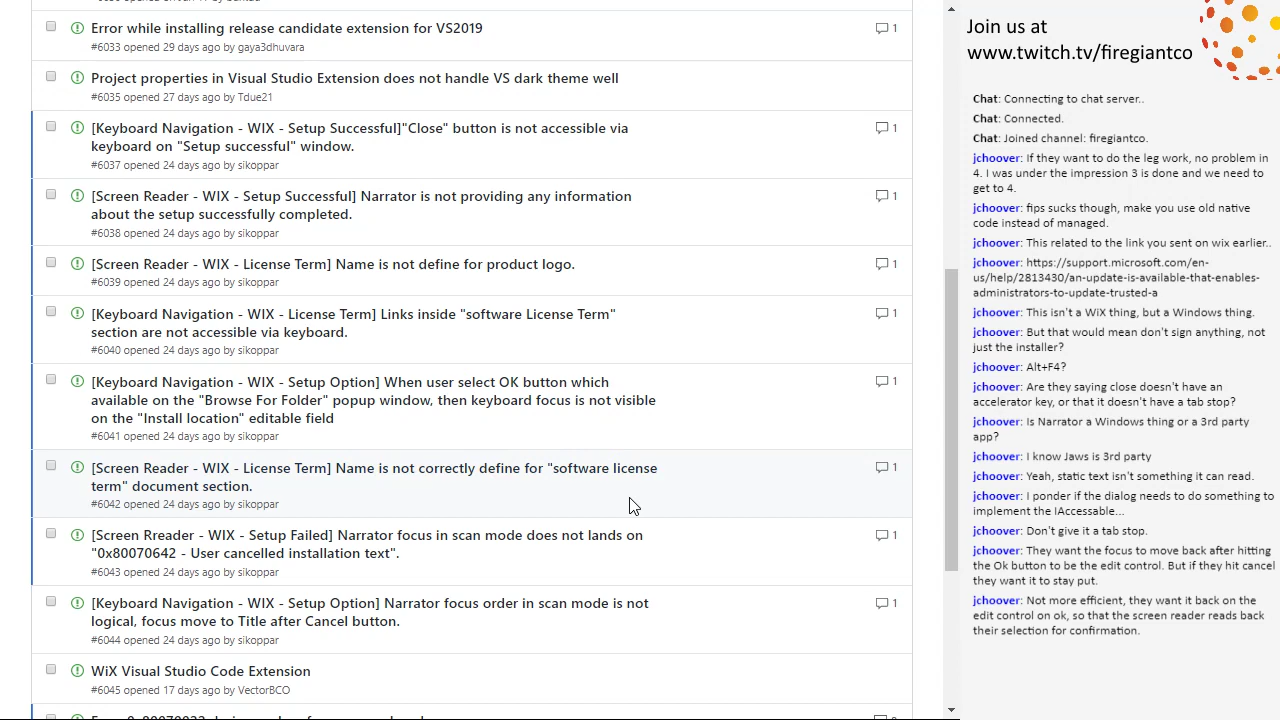 Error while installing release candidate extension for VS2019
1
#6033 opened 29 days ago by gaya3dhuvara
Project properties in Visual Studio Extension does not handle VS dark theme well
#6035 opened 27 days ago by Tdue21
[Keyboard Navigation - WIX - Setup Successful]"Close" button is not accessible via
keyboard on "Setup successful" window.
1
#6037 opened 24 days ago by sikoppar
[Screen Reader - WIX - Setup Successful] Narrator is not providing any information
about the setup successfully completed.
1
#6038 opened 24 days ago by sikoppar
[Screen Reader - WIX - License Term] Name is not define for product logo.
1
#6039 opened 24 days ago by sikoppar
[Keyboard Navigation - WIX - License Term] Links inside "software License Term"
section are not accessible via keyboard.
1
#6040 opened 24 days ago by sikoppar
[Keyboard Navigation - WIX - Setup Option] When user select OK button which
available on the "Browse For Folder" popup window, then keyboard focus is not visible
on the "Install location" editable field
1
#6041 opened 24 days ago by sikoppar
[Screen Reader - WIX - License Term] Name is not correctly define for "software license
term" document section.
1
#6042 opened 24 days ago by sikoppar
[Screen Rreader - WIX - Setup Failed] Narrator focus in scan mode does not lands on
"0x80070642 - User cancelled installation text".
1
#6043 opened 24 days ago by sikoppar
[Keyboard Navigation - WIX - Setup Option] Narrator focus order in scan mode is not
logical, focus move to Title after Cancel button.
1
#6044 opened 24 days ago by sikoppar
WiX Visual Studio Code Extension
#6045 opened 17 days ago by VectorBCO
Join us at
www.twitch.tv/firegiantco
Chat: Connecting to chat server..
Chat: Connected.
Chat: Joined channel: firegiantco.
jchoover: If they want to do the leg work, no problem in
4. I was under the impression 3 is done and we need to
get to 4.
jchoover: fips sucks though, make you use old native
code instead of managed.
jchoover: This related to the link you sent on wix earlier..
jchoover: https://support.microsoft.com/en-
us/help/2813430/an-update-is-available-that-enables-
administrators-to-update-trusted-a
jchoover: This isn't a WiX thing, but a Windows thing.
jchoover: But that would mean don't sign anything, not
just the installer?
jchoover: Alt+F4?
jchoover: Are they saying close doesn't have an
accelerator key, or that it doesn't have a tab stop?
jchoover: Is Narrator a Windows thing or a 3rd party
app?
jchoover: I know Jaws is 3rd party
jchoover: Yeah, static text isn't something it can read.
jchoover: I ponder if the dialog needs to do something to
implement the IAccessable...
jchoover: Don't give it a tab stop.
jchoover: They want the focus to move back after hitting
the Ok button to be the edit control. But if they hit cancel
they want it to stay put.
jchoover: Not more efficient, they want it back on the
edit control on ok, so that the screen reader reads back
their selection for confirmation.